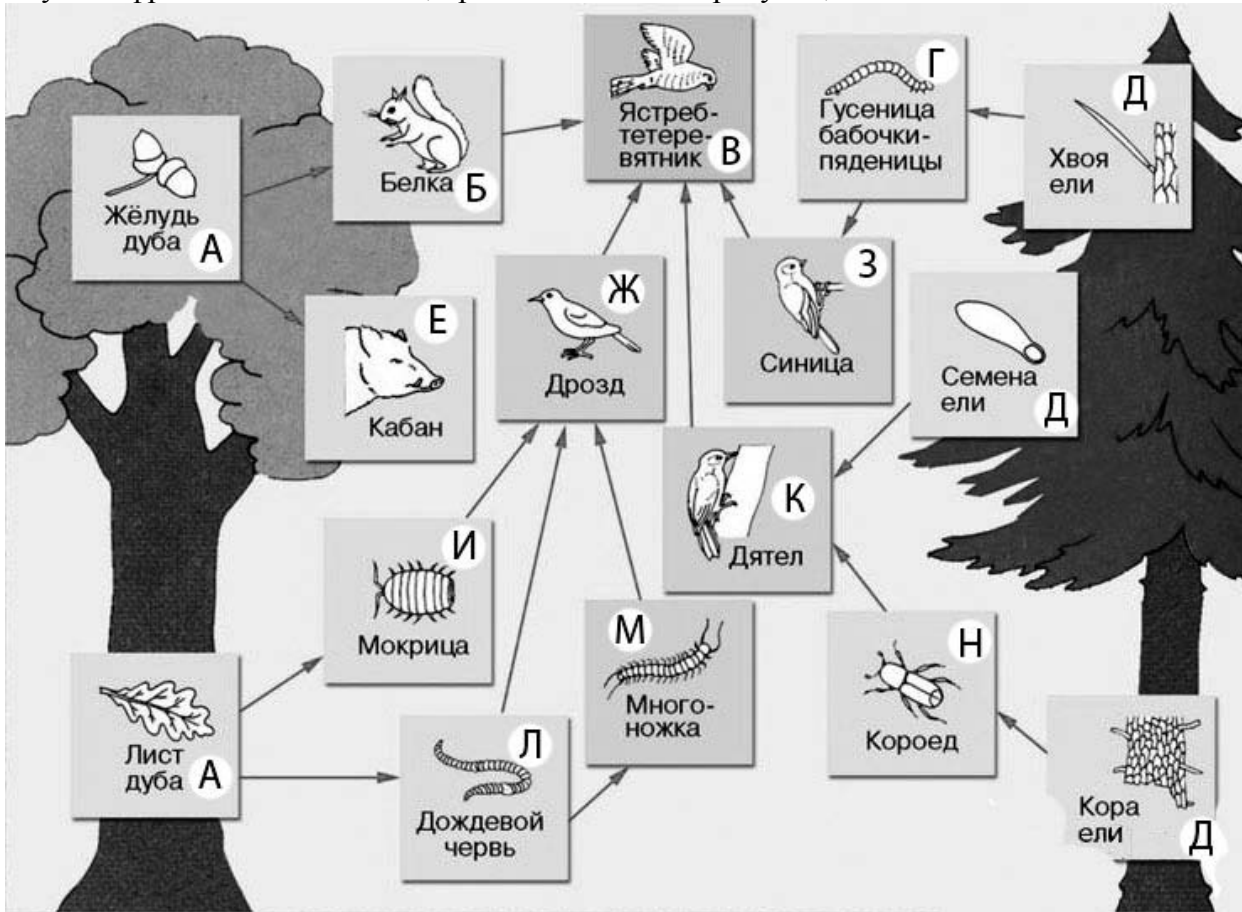 Ястреб-
тетере-
вятник
В
Г
Гусеница
бабочки-
пяденицы
Д
Хвоя
ели
Белка
Б
Жёлудь
дуба
А
Ж
Дрозд
З
Синица
Е
Кабан
Семена
ели
Д
К
Дятел
И
Мокрица
М
Много-
ножка
Н
Короед
Лист
дуба
А
Л
Дождевой
червь
Кора
ели
Д